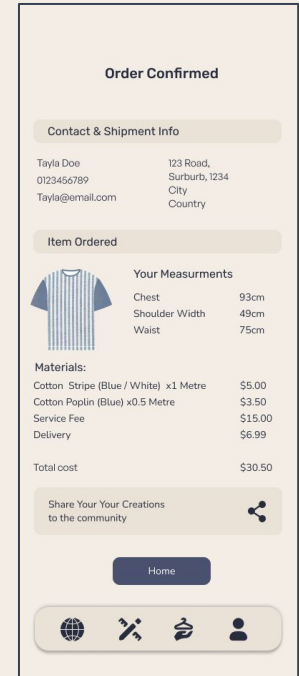 Order Confirmed
Contact & Shipment Info
Tayla Doe
0123456789
Tayla@email.com
123 Road,
Surburb, 1234
City
Country
Item Ordered
Your Measurments
Chest 93cm
Shoulder Width 49cm
Waist 75cm
Materials:
Cotton Stripe (Blue / White) x1 Metre $5.00
Cotton Poplin (Blue) x0.5 Metre $3.50
Service Fee $15.00
Delivery $6.99
Total cost $30.50
Share Your Your Creations
to the community
Home